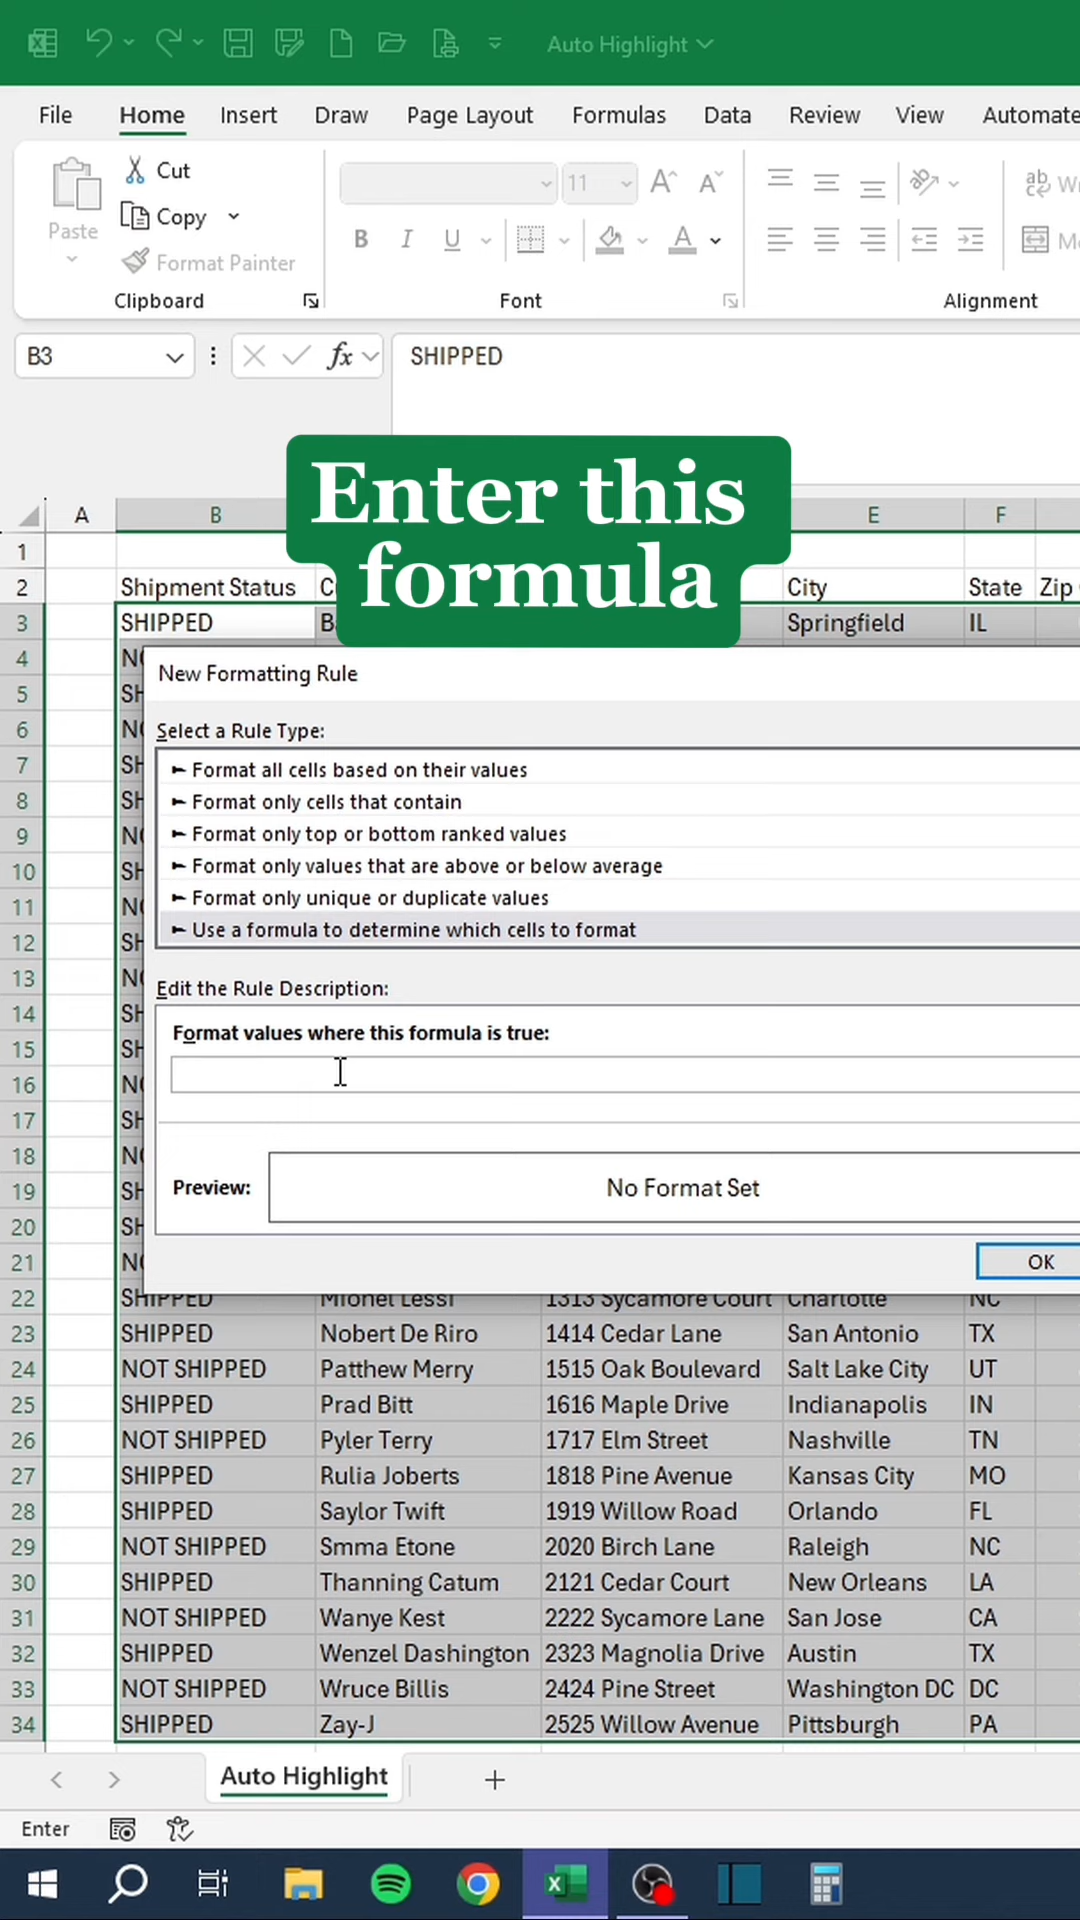 Auto Highlight
File Home Insert Draw Page Layout Formulas Data Review View Automate
Paste
Cut
Copy
Format Painter
Clipboard
11
B I U A
Font
ab
Alignment
B3 fx SHIPPED
Enter this
formula
A B E F
1
2 Shipment Status City State Zip
3 SHIPPED Springfield IL
4
5
6
7
8
9
10
11
12
13
14
15
16
17
18
19
20
21
New Formatting Rule
Select a Rule Type:
► Format all cells based on their values
► Format only cells that contain
► Format only top or bottom ranked values
► Format only values that are above or below average
► Format only unique or duplicate values
► Use a formula to determine which cells to format
Edit the Rule Description:
Format values where this formula is true:
Preview: No Format Set
OK
22 SHIPPED Mionel Lessi 1313 Sycamore Court Charlotte NC
23 SHIPPED Nobert De Riro 1414 Cedar Lane San Antonio TX
24 NOT SHIPPED Patthew Merry 1515 Oak Boulevard Salt Lake City UT
25 SHIPPED Prad Bitt 1616 Maple Drive Indianapolis IN
26 NOT SHIPPED Pyler Terry 1717 Elm Street Nashville TN
27 SHIPPED Rulia Joberts 1818 Pine Avenue Kansas City MO
28 SHIPPED Saylor Twift 1919 Willow Road Orlando FL
29 NOT SHIPPED Smma Etone 2020 Birch Lane Raleigh NC
30 SHIPPED Thanning Catum 2121 Cedar Court New Orleans LA
31 NOT SHIPPED Wanye Kest 2222 Sycamore Lane San Jose CA
32 SHIPPED Wenzel Dashington 2323 Magnolia Drive Austin TX
33 NOT SHIPPED Wruce Billis 2424 Pine Street Washington DC DC
34 SHIPPED Zay-J 2525 Willow Avenue Pittsburgh PA
Auto Highlight
Enter